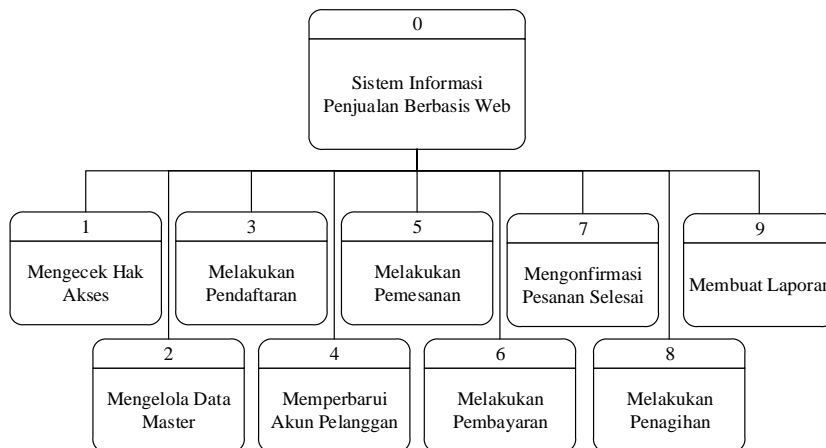 0
Sistem Informasi
Penjualan Berbasis Web
1
Mengecek Hak
Akses
3
Melakukan
Pendaftaran
5
Melakukan
Pemesanan
7
Mengonfirmasi
Pesanan Selesai
9
Membuat Laporan
2
Mengelola Data
Master
4
Memperbarui
Akun Pelanggan
6
Melakukan
Pembayaran
8
Melakukan
Penagihan